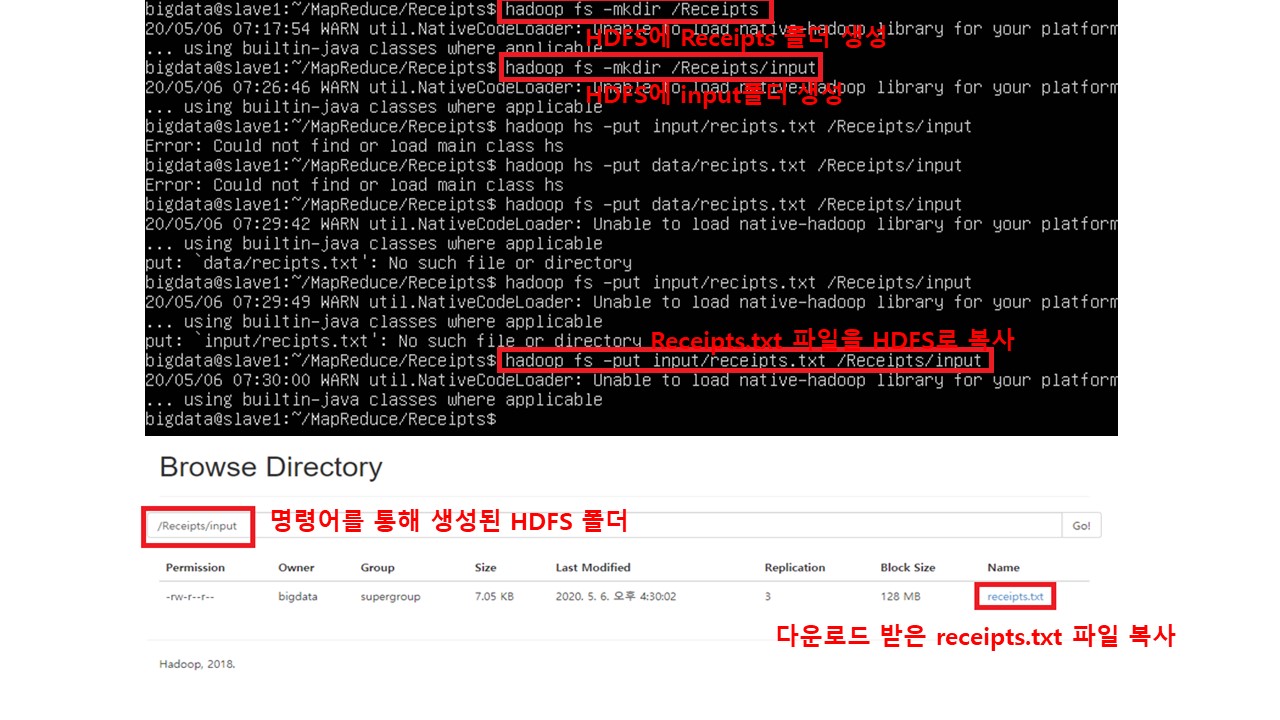 bigdata@slave1:~/MapReduce/Receipts$ hadoop fs -mkdir /Receipts
20/05/06 07:17:54 WARN util.NativeCodeLoader: Unable to load native-hadoop library for your platform
HDFS에 Receipts 폴더 생성
... using builtin-java classes where applicable
bigdata@slave1:~/MapReduce/Receipts$ hadoop fs -mkdir /Receipts/input
20/05/06 07:26:46 WARN util.NativeCodeLoader: Unable to load native-hadoop library for your platform
HDFS에 input폴더 생성
... using builtin-java classes where applicable
bigdata@slave1:~/MapReduce/Receipts$ hadoop hs -put input/recipts.txt /Receipts/input
Error: Could not find or load main class hs
bigdata@slave1:~/MapReduce/Receipts$ hadoop hs -put data/recipts.txt /Receipts/input
Error: Could not find or load main class hs
bigdata@slave1:~/MapReduce/Receipts$ hadoop fs -put data/recipts.txt /Receipts/input
20/05/06 07:29:42 WARN util.NativeCodeLoader: Unable to load native-hadoop library for your platform
... using builtin-java classes where applicable
put: `data/recipts.txt': No such file or directory
bigdata@slave1:~/MapReduce/Receipts$ hadoop fs -put input/recipts.txt /Receipts/input
20/05/06 07:29:49 WARN util.NativeCodeLoader: Unable to load native-hadoop library for your platform
... using builtin-java classes where applicable
put: `input/recipts.txt': No such file or directory
Receipts.txt 파일을 HDFS로 복사
bigdata@slave1:~/MapReduce/Receipts$ hadoop fs -put input/receipts.txt /Receipts/input
20/05/06 07:30:00 WARN util.NativeCodeLoader: Unable to load native-hadoop library for your platform
... using builtin-java classes where applicable
bigdata@slave1:~/MapReduce/Receipts$
Browse Directory
/Receipts/input 명령어를 통해 생성된 HDFS 폴더 Go!
Permission Owner Group Size Last Modified Replication Block Size Name
-rw-r--r-- bigdata supergroup 7.05 KB 2020. 5. 6. 오후 4:30:02 3 128 MB receipts.txt
다운로드 받은 receipts.txt 파일 복사
Hadoop, 2018.